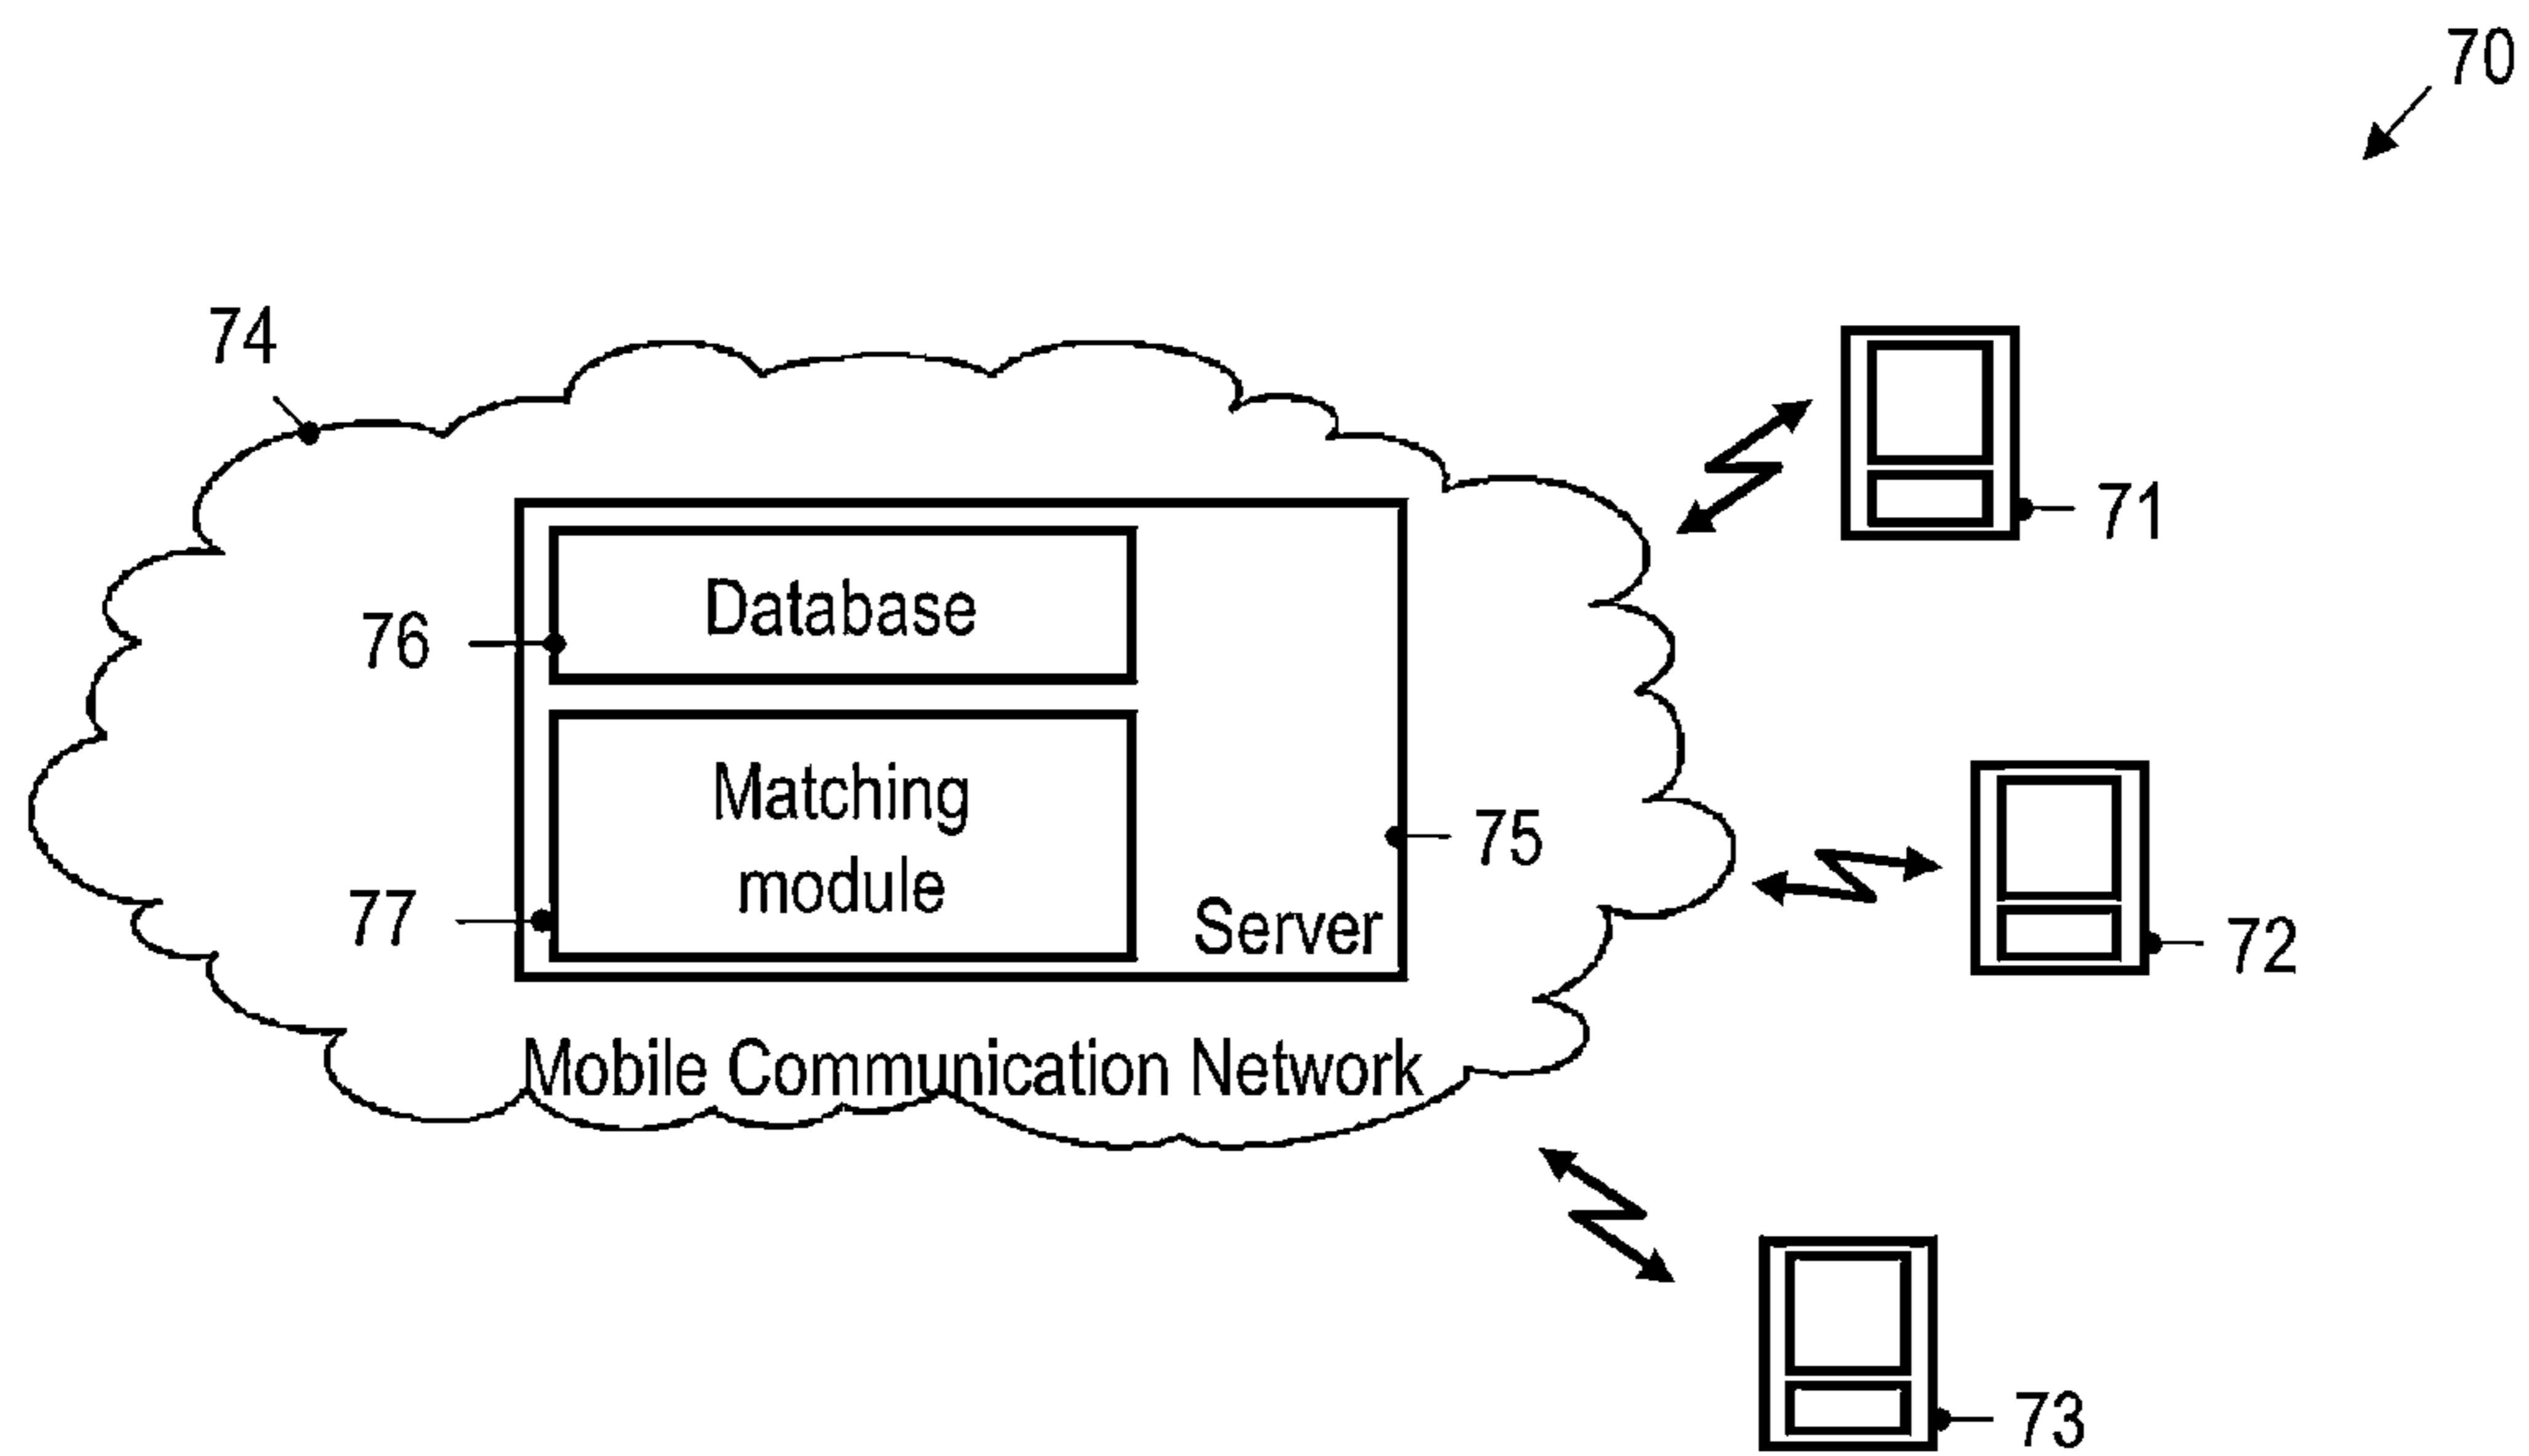 70
74
71
Database
76
Matching
module
75
77
Server
72
Mobile Communication Network
73